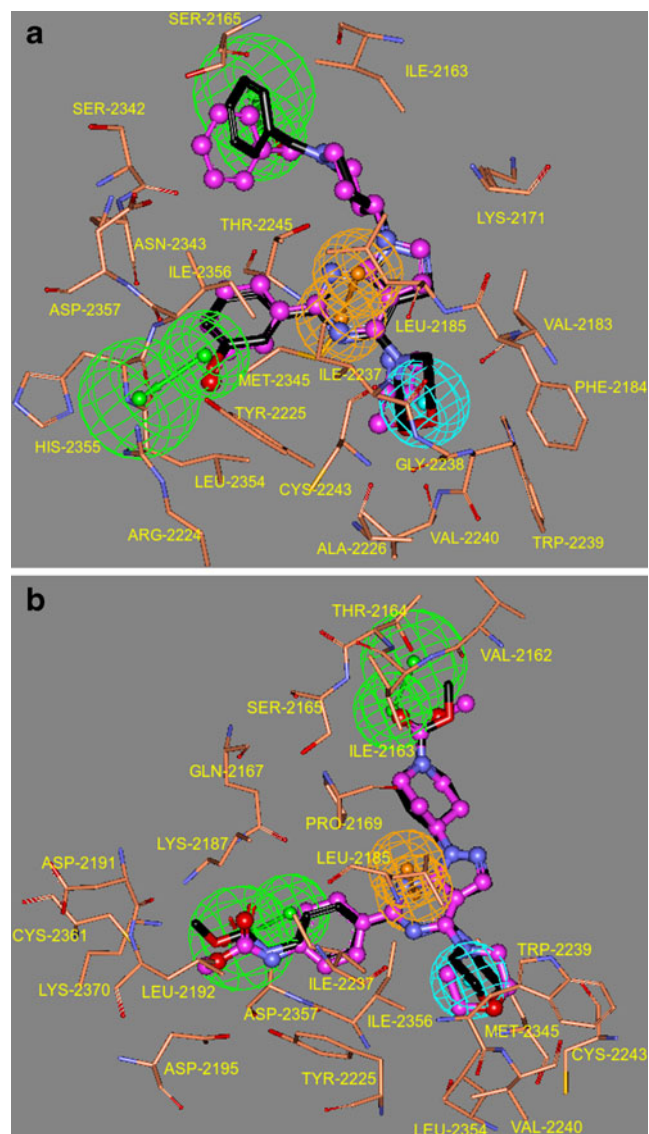 a
SER-2165
ILE-2163
SER-2342
LYS-2171
ASN-2343
THR-2245
ILE-2356
ASP-2357
LEU-2185
VAL-2183
MET-2345
ILE-2237
PHE-2184
HIS-2355
TYR-2225
GLY-2238
LEU-2354
CYS-2243
ARG-2224
ALA-2226
VAL-2240
TRP-2239
b
THR-2164
VAL-2162
SER-2165
ILE-2163
GLN-2167
PRO-2169
LYS-2187
LEU-2185
ASP-2191
CYS-2361
TRP-2239
LYS-2370
LEU-2192
ILE-2237
ASP-2357
ILE-2356
MET-2345
CYS-2243
ASP-2195
TYR-2225
VAL-2240
LEU-2354